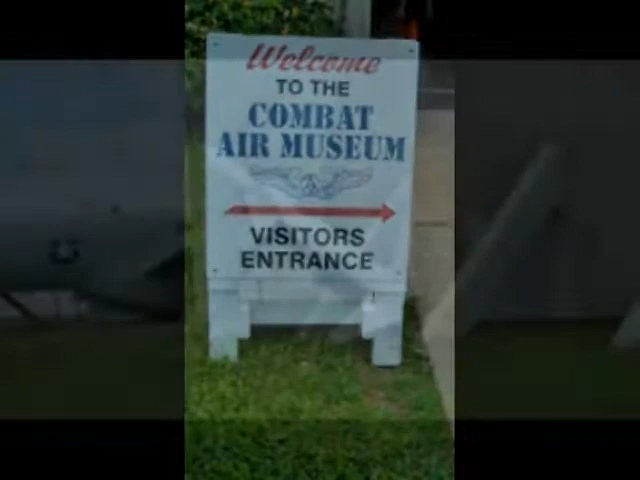 Welcome
TO THE
COMBAT
AIR MUSEUM
VISITORS
ENTRANCE